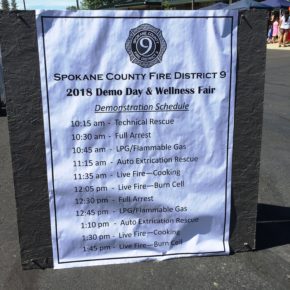 9
SPOKANE COUNTY FIRE DISTRICT 9
2018 Demo Day & Wellness Fair
Demonstration Schedule
10:15 am - Technical Rescue
10:30 am - Full Arrest
10:45 am - LPG/Flammable Gas
11:15 am - Auto Extrication Rescue
11:35 am - Live Fire—Cooking
12:05 pm - Live Fire—Burn Cell
12:30 pm - Full Arrest
12:45 pm - LPG/Flammable Gas
1:10 pm - Auto Extrication Rescue
1:30 pm - Live Fire—Cooking
1:45 pm - Live Fire—Burn Cell